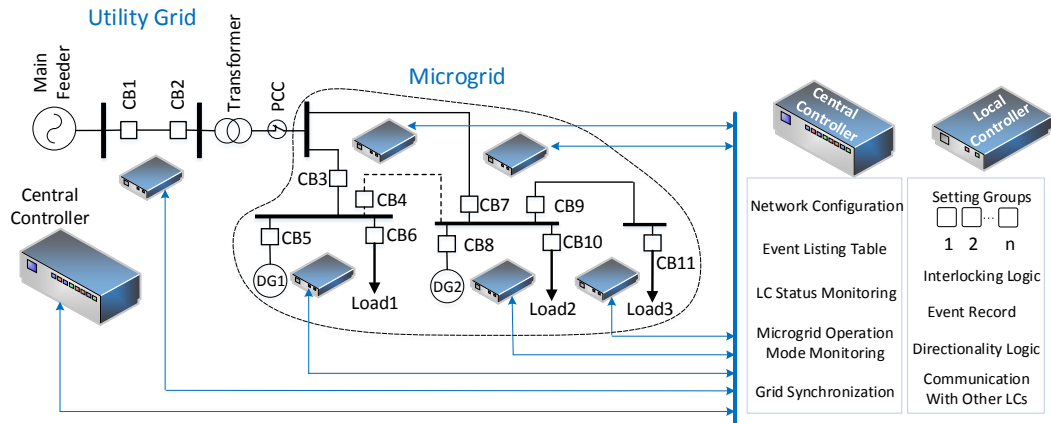 Utility Grid
Main
Feeder
CB1
CB2
Transformer
PCC
Microgrid
CB3
CB4
CB5
CB6
CB7
CB8
CB9
CB10
CB11
DG1
DG2
Load1
Load2
Load3
Central
Controller
Central
Controller
Network Configuration
Event Listing Table
LC Status Monitoring
Microgrid Operation
Mode Monitoring
Grid Synchronization
Local
Controller
Setting Groups
...
1 2 n
Interlocking Logic
Event Record
Directionality Logic
Communication
With Other LCs